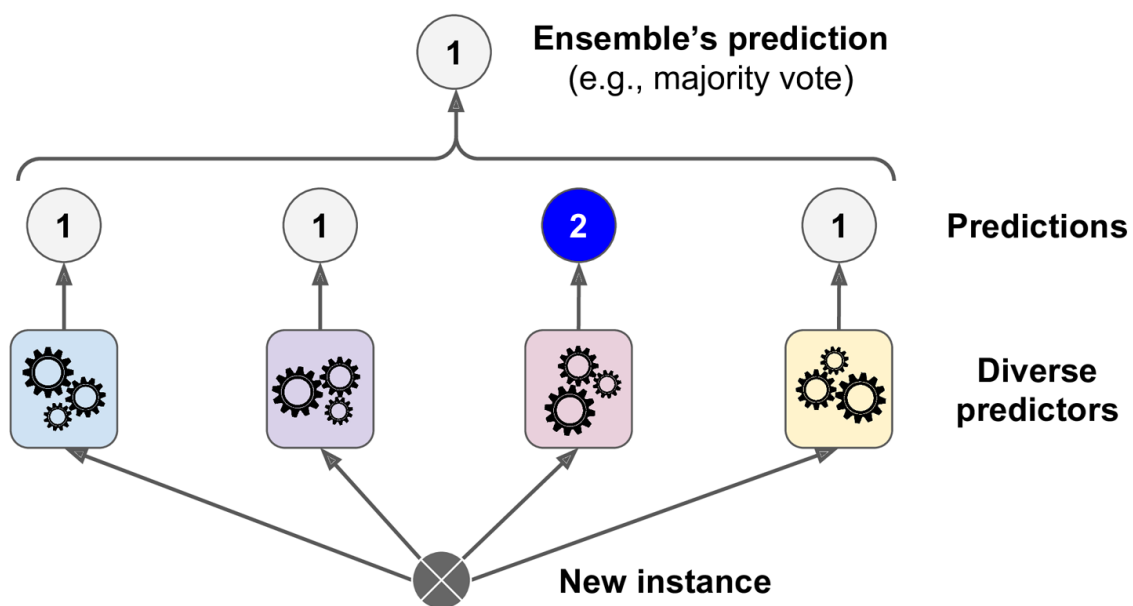 1
Ensemble’s prediction
(e.g., majority vote)
1 1 2 1 Predictions
Diverse
predictors
New instance